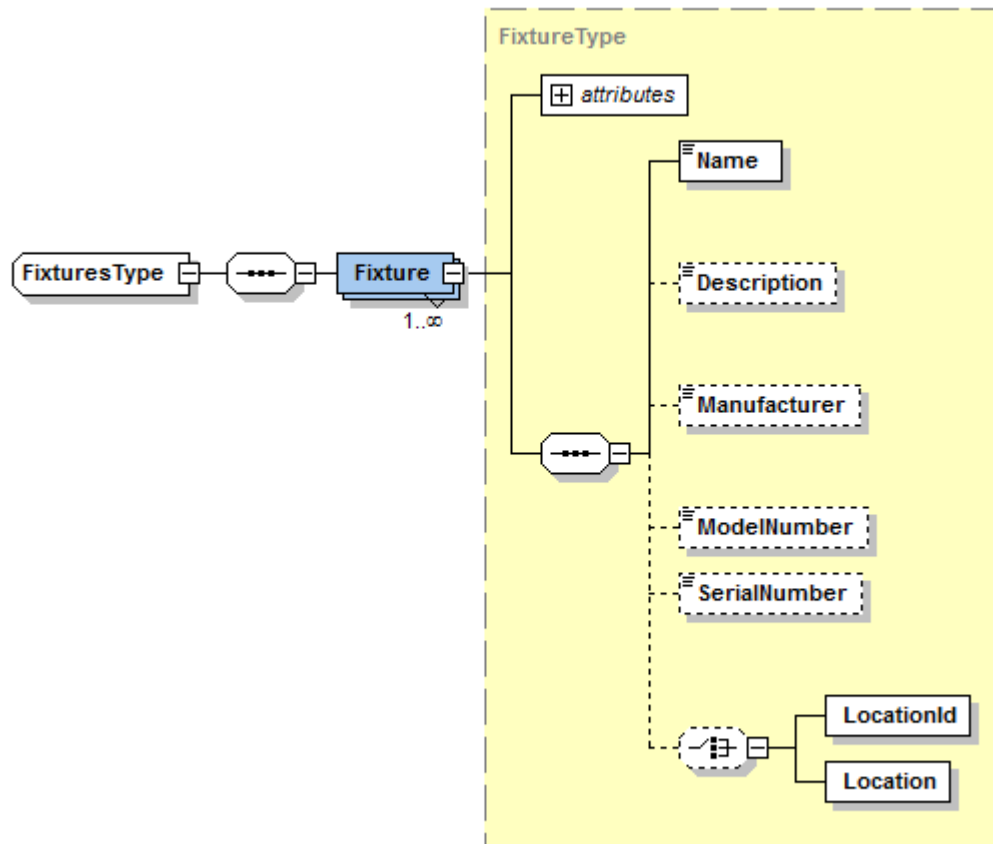 FixtureType
attributes
Name
FixturesType
Fixture
1..∞
Description
Manufacturer
ModelNumber
SerialNumber
LocationId
Location